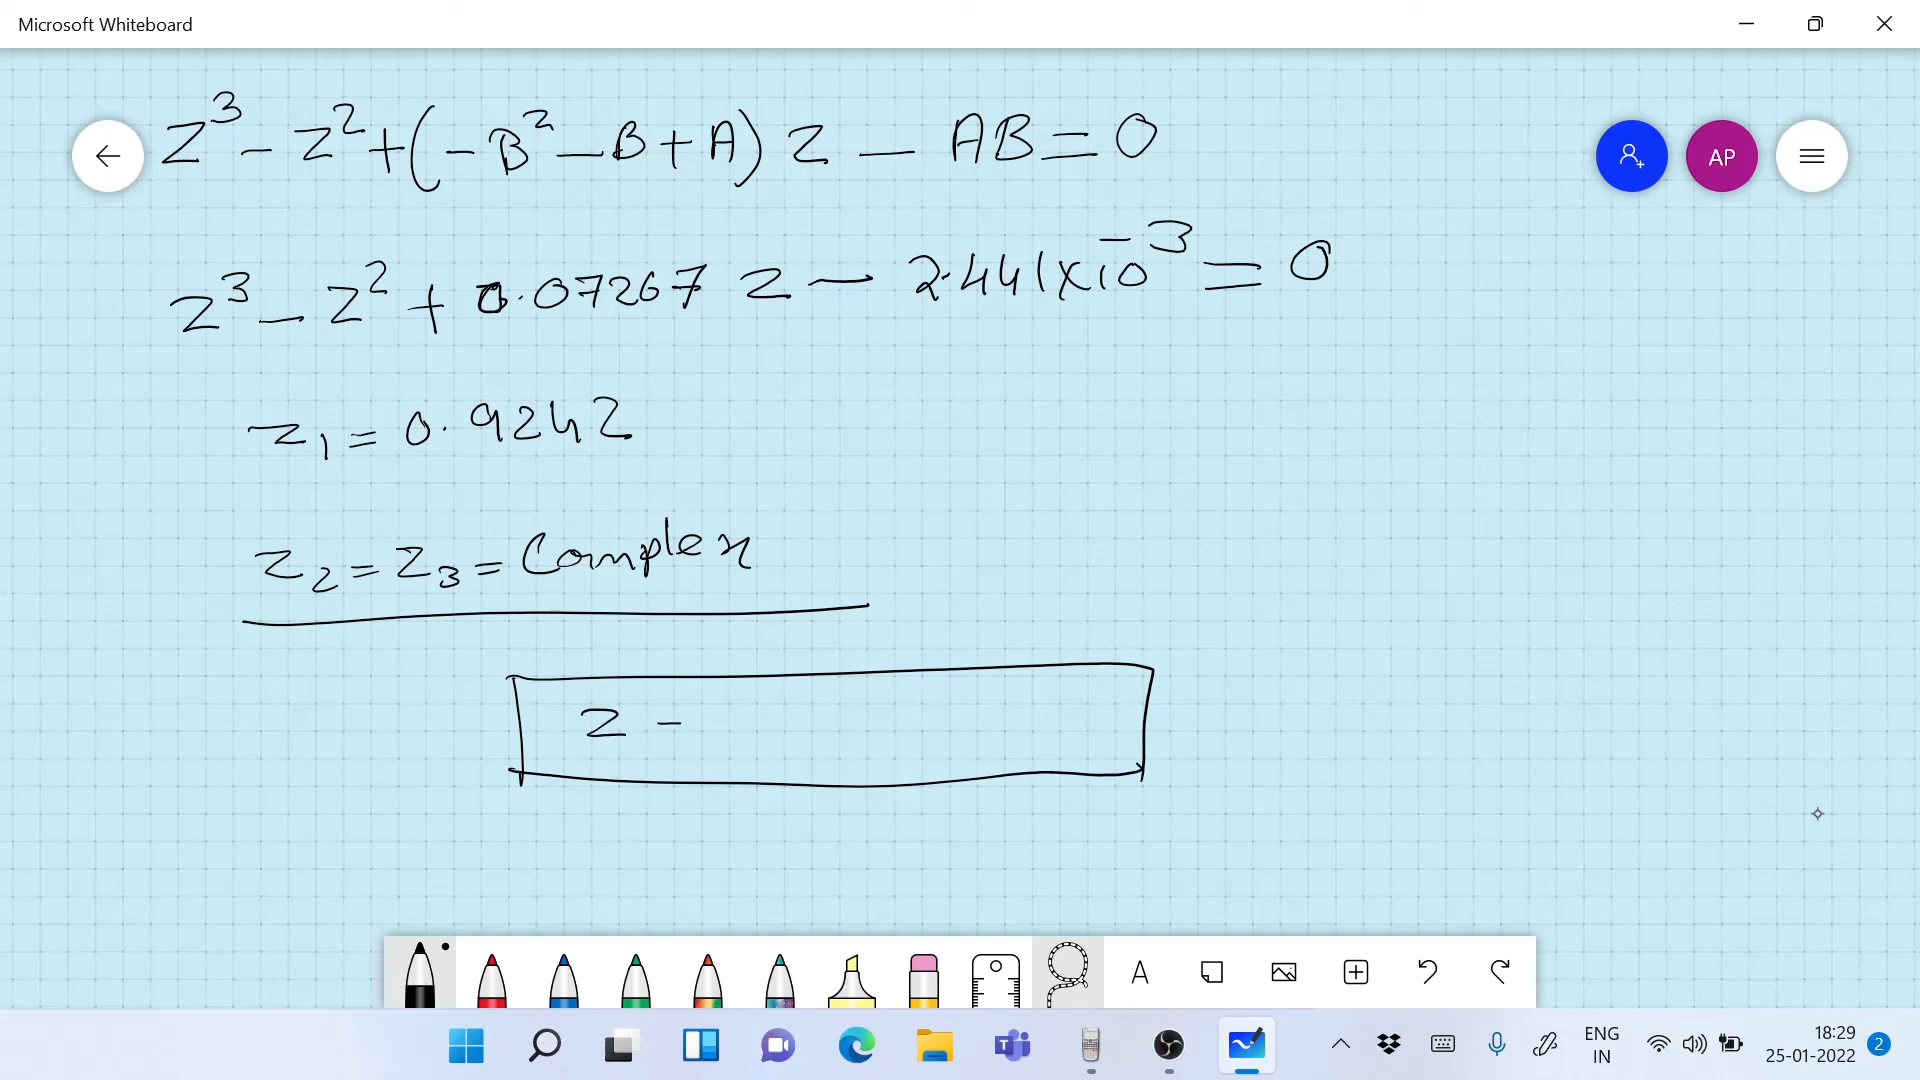 Microsoft Whiteboard
Z³ - Z² + (-B² - B + A) Z - AB = 0
AP
Z³ - Z² + 0.07267 Z - 2.441 x 10⁻³ = 0
Z₁ = 0.9242
Z₂ = Z₃ = Complex
Z -
A
T
ENG
IN
18:29
25-01-2022
2